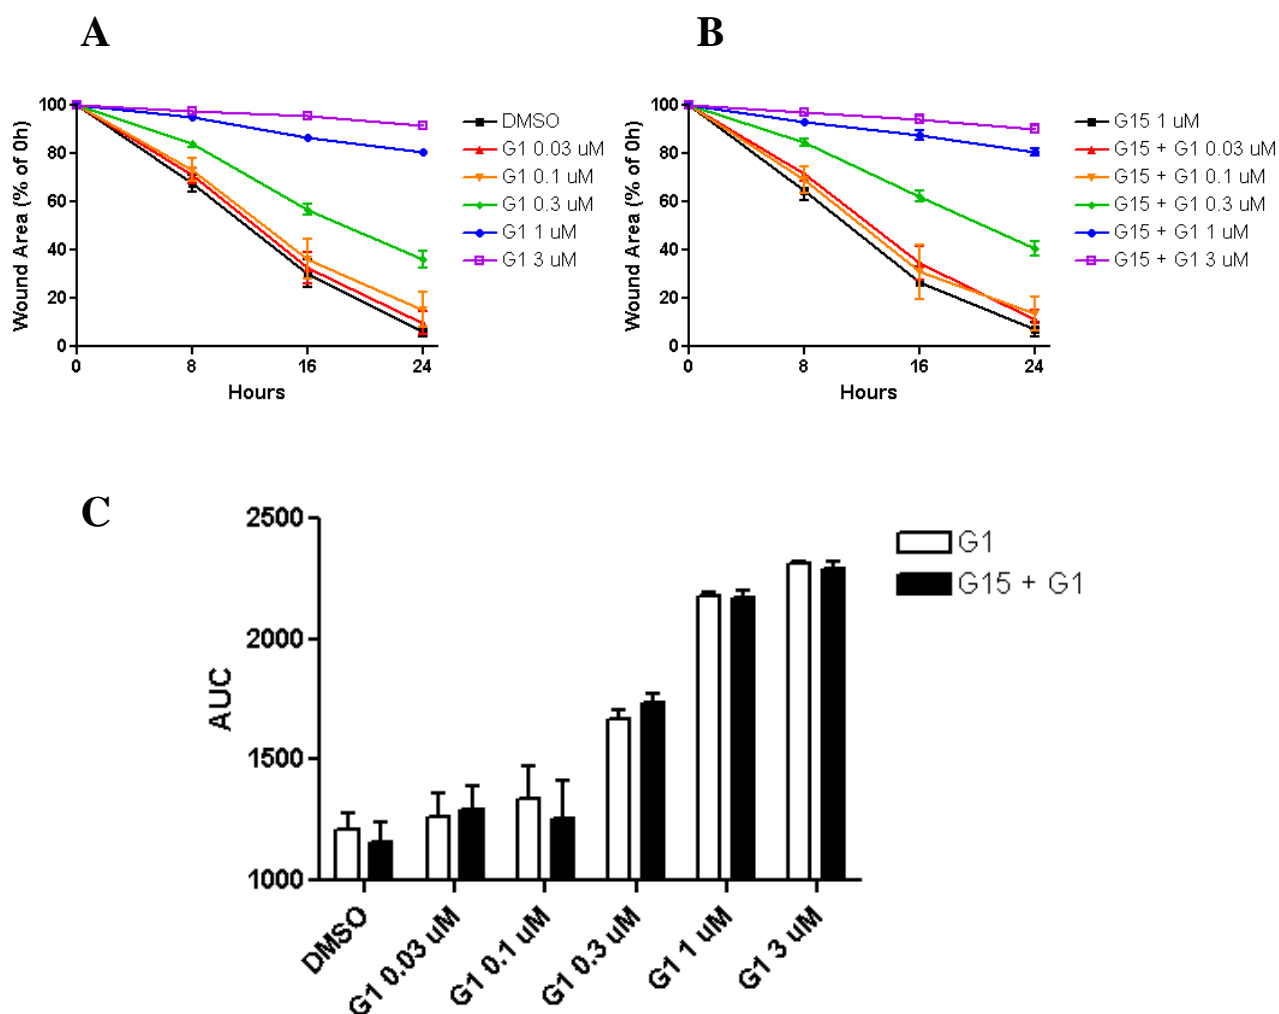 A
100
80
60
40
20
0
Wound Area (% of 0h)
0 8 16 24
Hours
DMSO
G1 0.03 uM
G1 0.1 uM
G1 0.3 uM
G1 1 uM
G1 3 uM
B
100
80
60
40
20
0
Wound Area (% of 0h)
0 8 16 24
Hours
G15 1 uM
G15 + G1 0.03 uM
G15 + G1 0.1 uM
G15 + G1 0.3 uM
G15 + G1 1 uM
G15 + G1 3 uM
C
2500
2000
1500
1000
AUC
DMSO
G1 0.03 uM
G1 0.1 uM
G1 0.3 uM
G1 1 uM
G1 3 uM
G1
G15 + G1